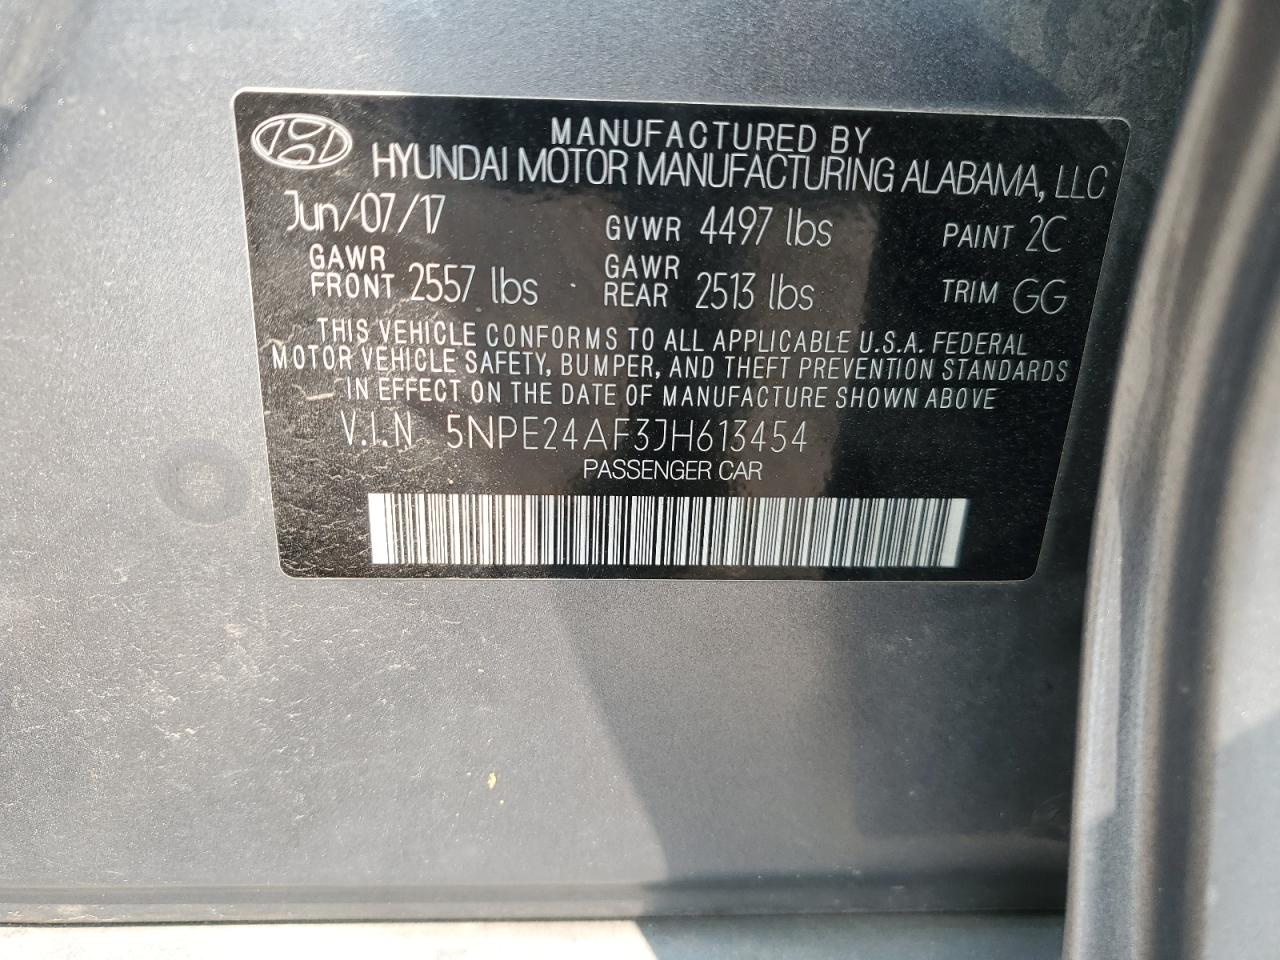 MANUFACTURED BY
HYUNDAI MOTOR MANUFACTURING ALABAMA, LLC
Jun/07/17 GVWR 4497 lbs PAINT 2C
GAWR FRONT 2557 lbs GAWR REAR 2513 lbs TRIM GG
THIS VEHICLE CONFORMS TO ALL APPLICABLE U.S.A. FEDERAL
MOTOR VEHICLE SAFETY, BUMPER, AND THEFT PREVENTION STANDARDS
IN EFFECT ON THE DATE OF MANUFACTURE SHOWN ABOVE
V.I.N 5NPE24AF3JH613454
PASSENGER CAR